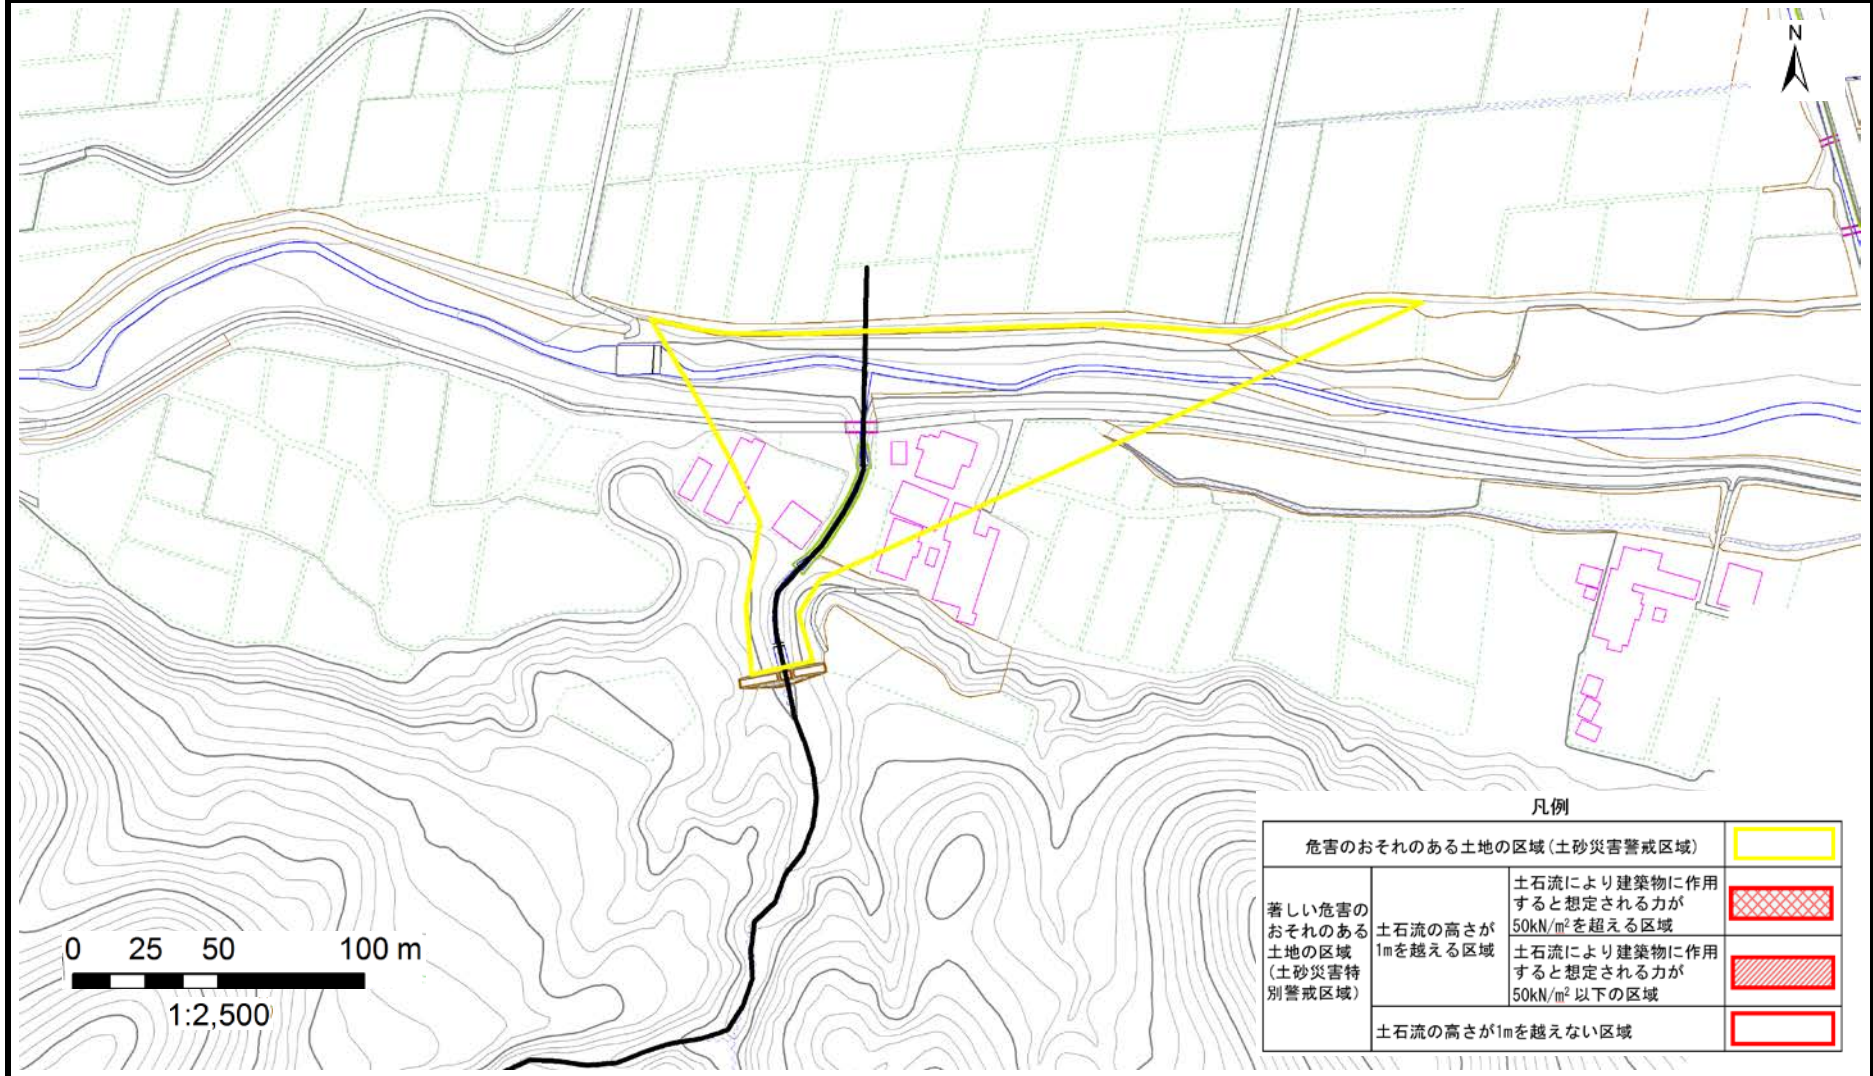 N
凡例
危害のおそれのある土地の区域(土砂災害警戒区域)
著しい危害の
おそれのある
土地の区域
(土砂災害特
別警戒区域)
土石流の高さが
1mを越える区域
土石流により建築物に作用
すると想定される力が
50kN/m²を超える区域
土石流により建築物に作用
すると想定される力が
50kN/m² 以下の区域
土石流の高さが1mを越えない区域
0 25 50 100 m
1:2,500